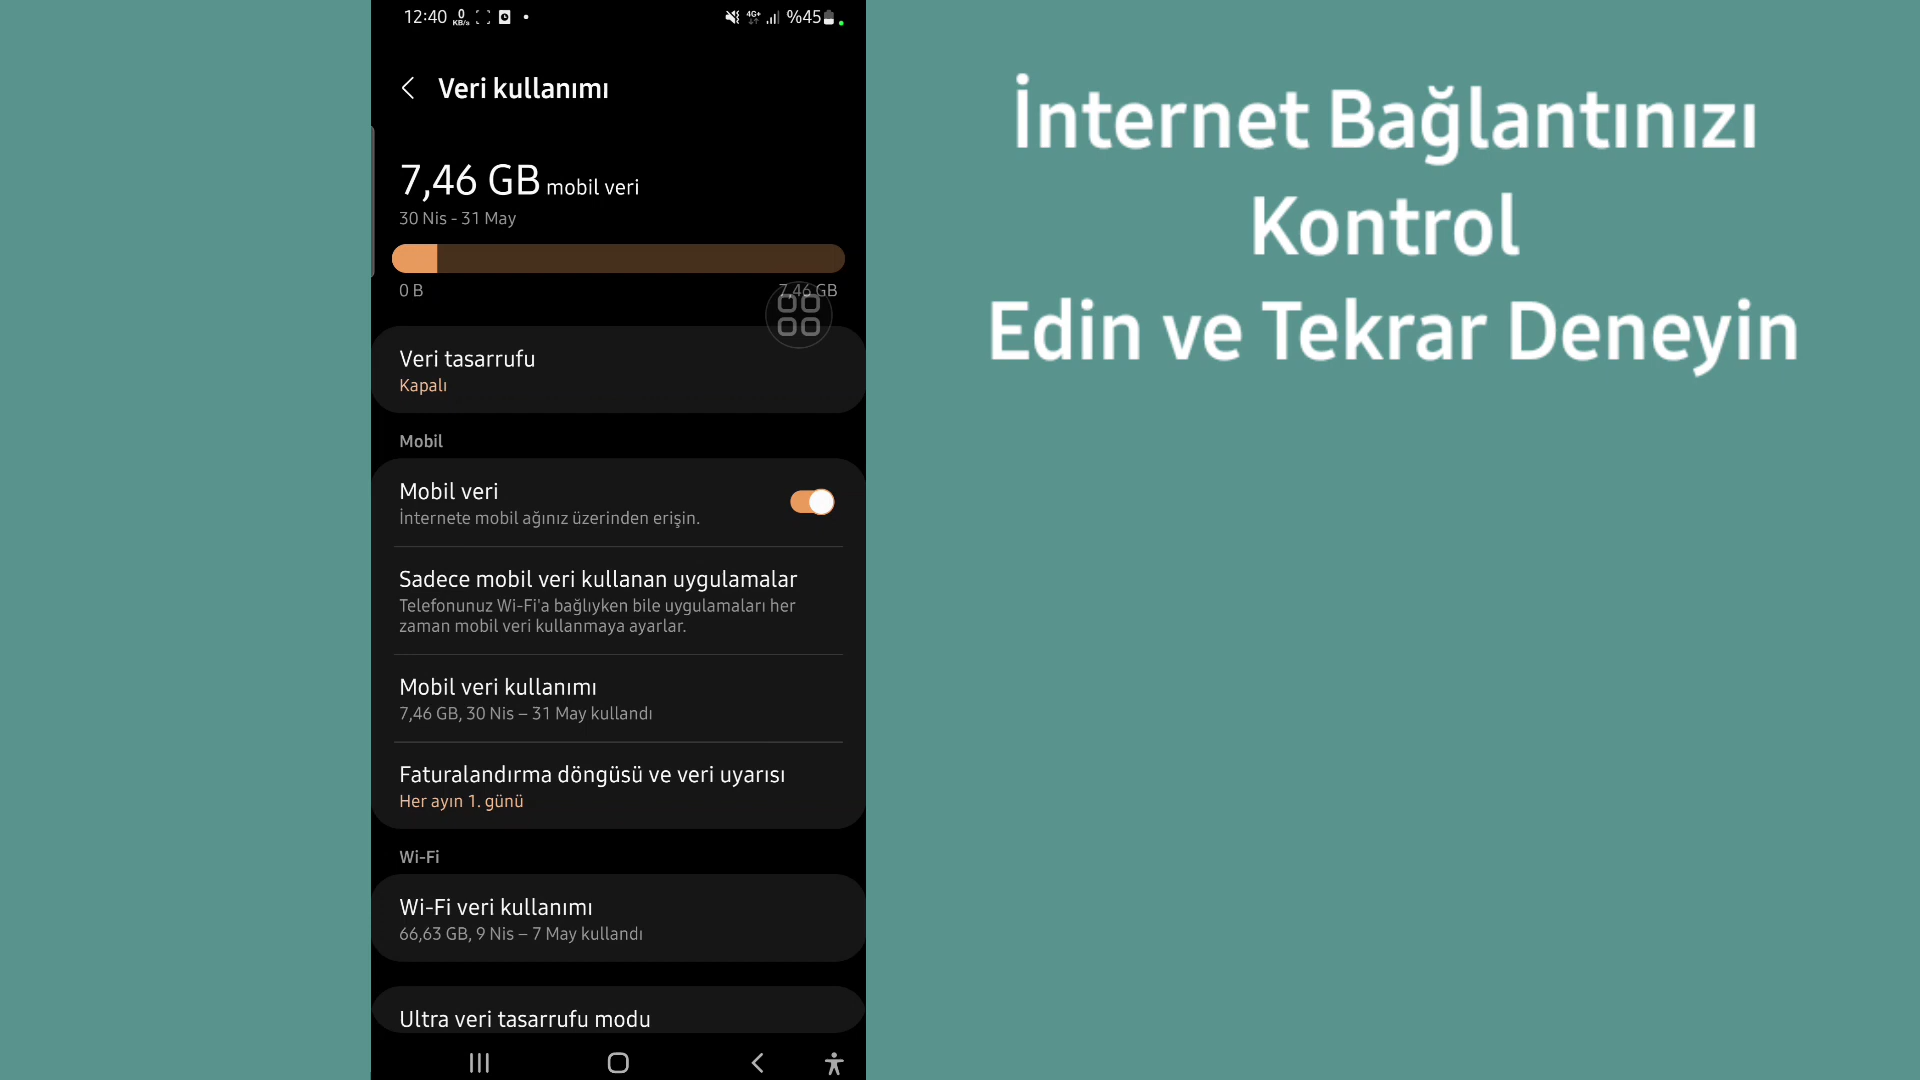 12:40 0 KB/s 4G+ %45
Veri kullanımı
7,46 GB mobil veri
30 Nis - 31 May
0 B 7,46 GB
Veri tasarrufu
Kapalı
Mobil
Mobil veri
İnternete mobil ağınız üzerinden erişin.
Sadece mobil veri kullanan uygulamalar
Telefonunuz Wi-Fi'a bağlıyken bile uygulamaları her
zaman mobil veri kullanmaya ayarlar.
Mobil veri kullanımı
7,46 GB, 30 Nis – 31 May kullandı
Faturalandırma döngüsü ve veri uyarısı
Her ayın 1. günü
Wi-Fi
Wi-Fi veri kullanımı
66,63 GB, 9 Nis – 7 May kullandı
Ultra veri tasarrufu modu
İnternet Bağlantınızı
Kontrol
Edin ve Tekrar Deneyin